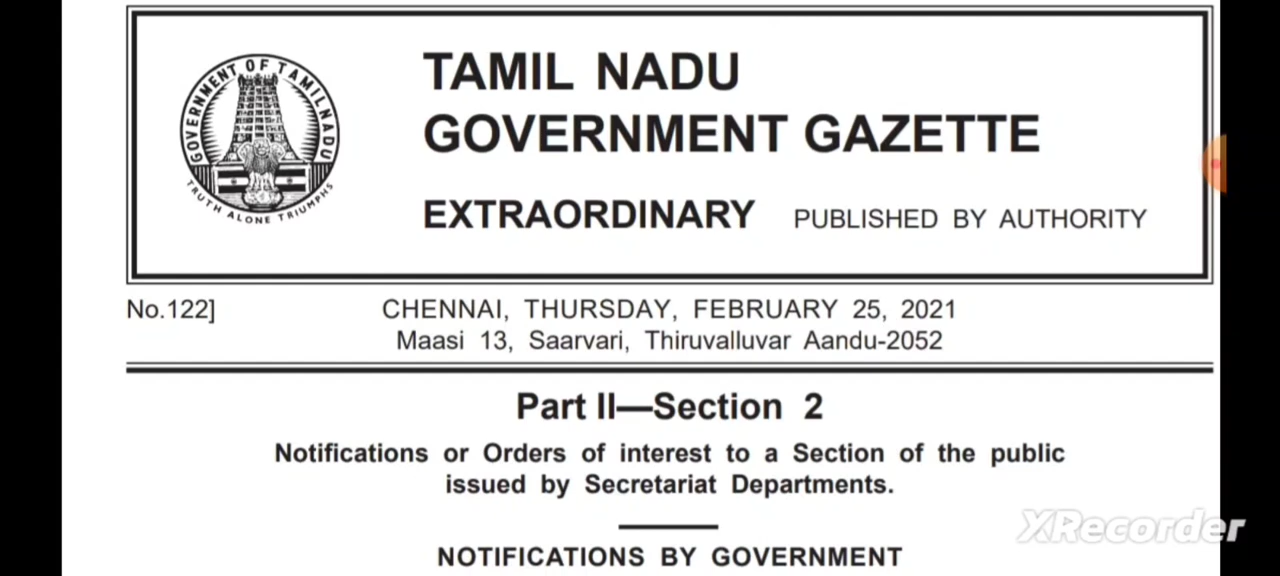 GOVERNMENT OF TAMILNADU
TRUTH ALONE TRIUMPHS
TAMIL NADU
GOVERNMENT GAZETTE
EXTRAORDINARY PUBLISHED BY AUTHORITY
No.122] CHENNAI, THURSDAY, FEBRUARY 25, 2021
Maasi 13, Saarvari, Thiruvalluvar Aandu-2052
Part II—Section 2
Notifications or Orders of interest to a Section of the public
issued by Secretariat Departments.
XRecorder
NOTIFICATIONS BY GOVERNMENT